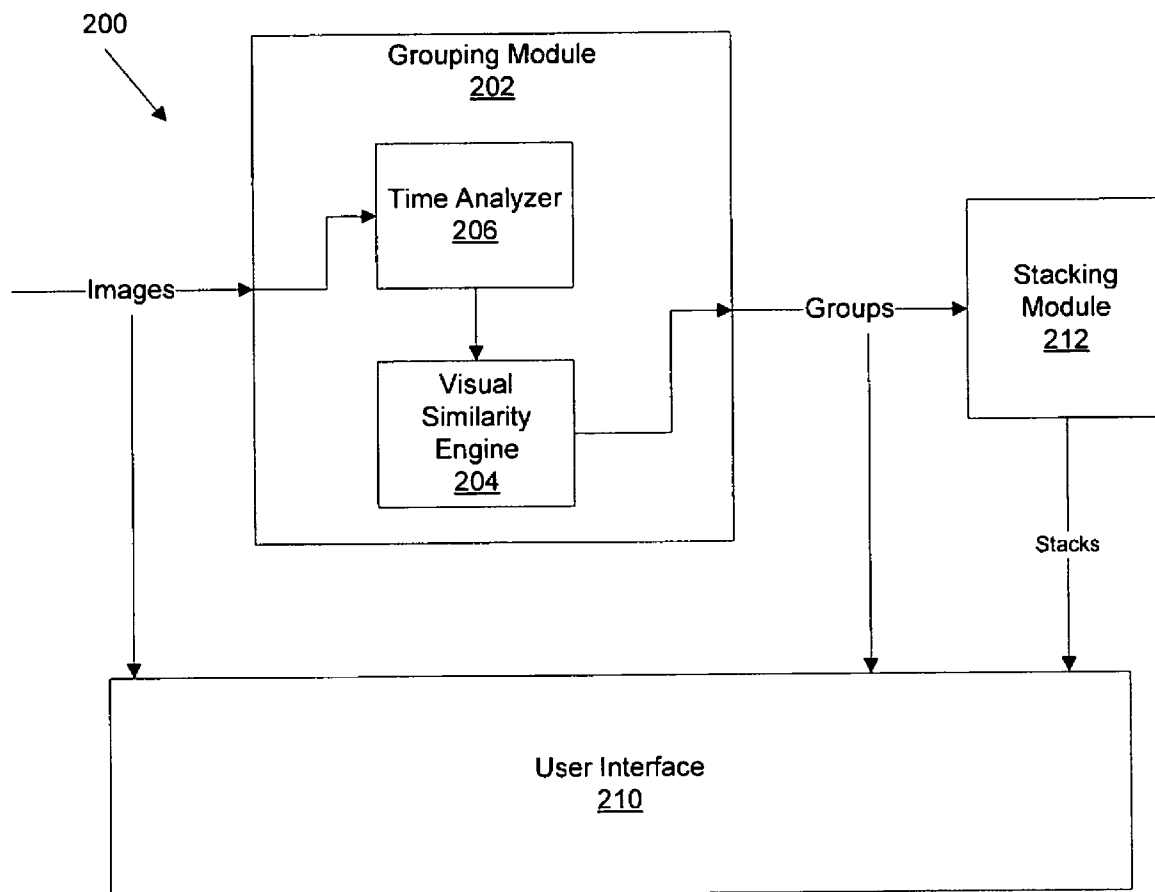 200
Grouping Module
202
Time Analyzer
206
Images
Visual
Similarity
Engine
204
Groups
Stacking
Module
212
Stacks
User Interface
210